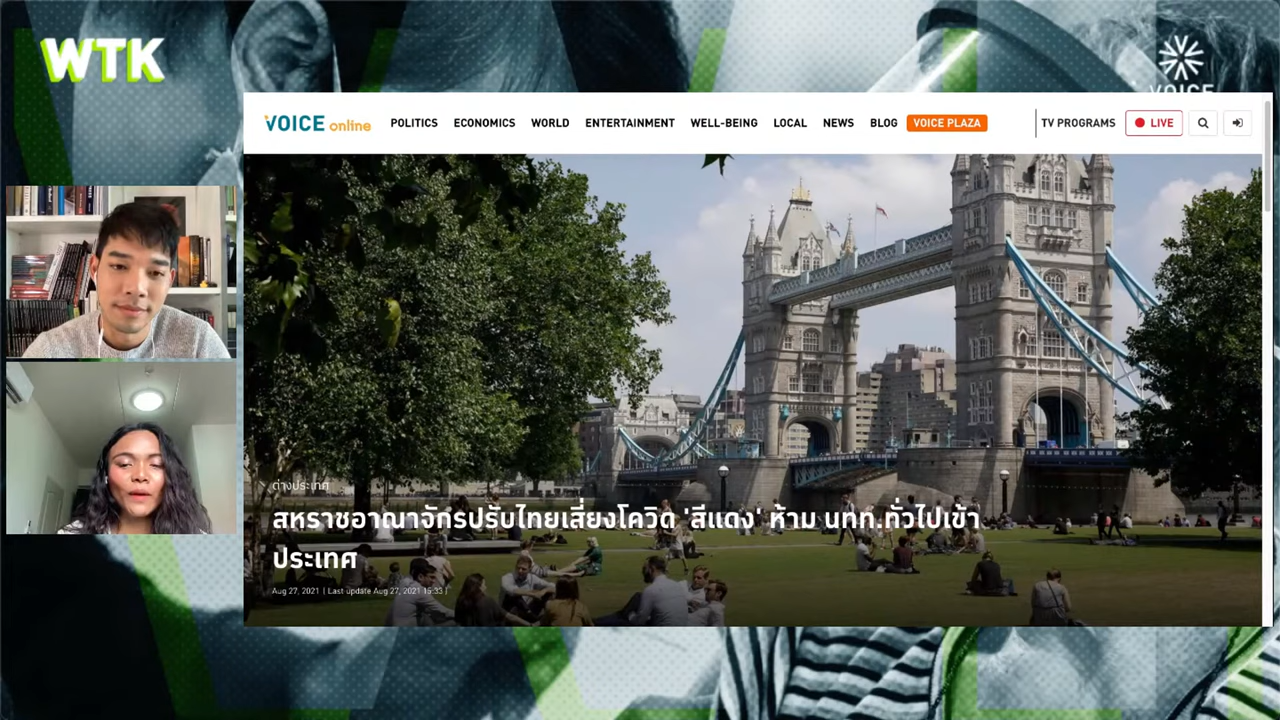 WTK
VOICE
VOICE online POLITICS ECONOMICS WORLD ENTERTAINMENT WELL-BEING LOCAL NEWS BLOG VOICE PLAZA TV PROGRAMS LIVE
ต่างประเทศ
สหราชอาณาจักรปรับไทยเสี่ยงโควิด 'สีแดง' ห้าม นทท.ทั่วไปเข้า
ประเทศ
Aug 27, 2021 | Last update Aug 27, 2021 15:33 |